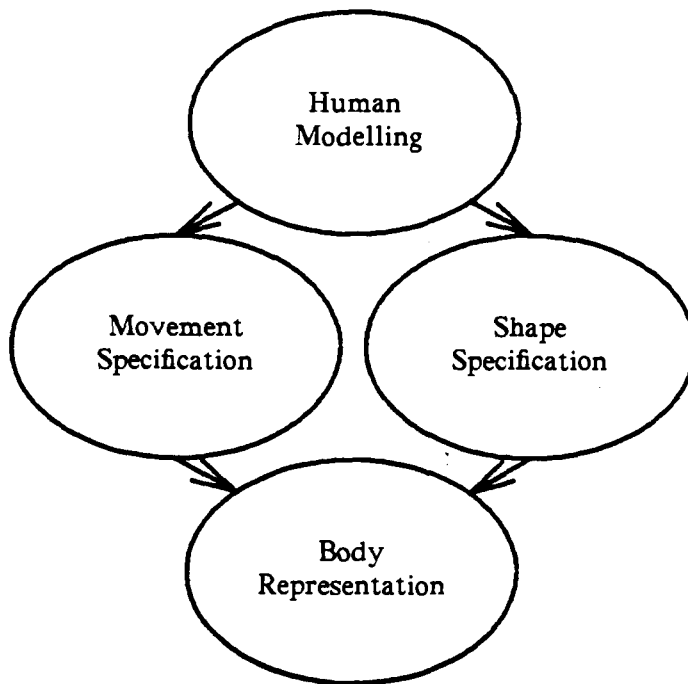 Human
Modelling
Movement
Specification
Shape
Specification
Body
Representation